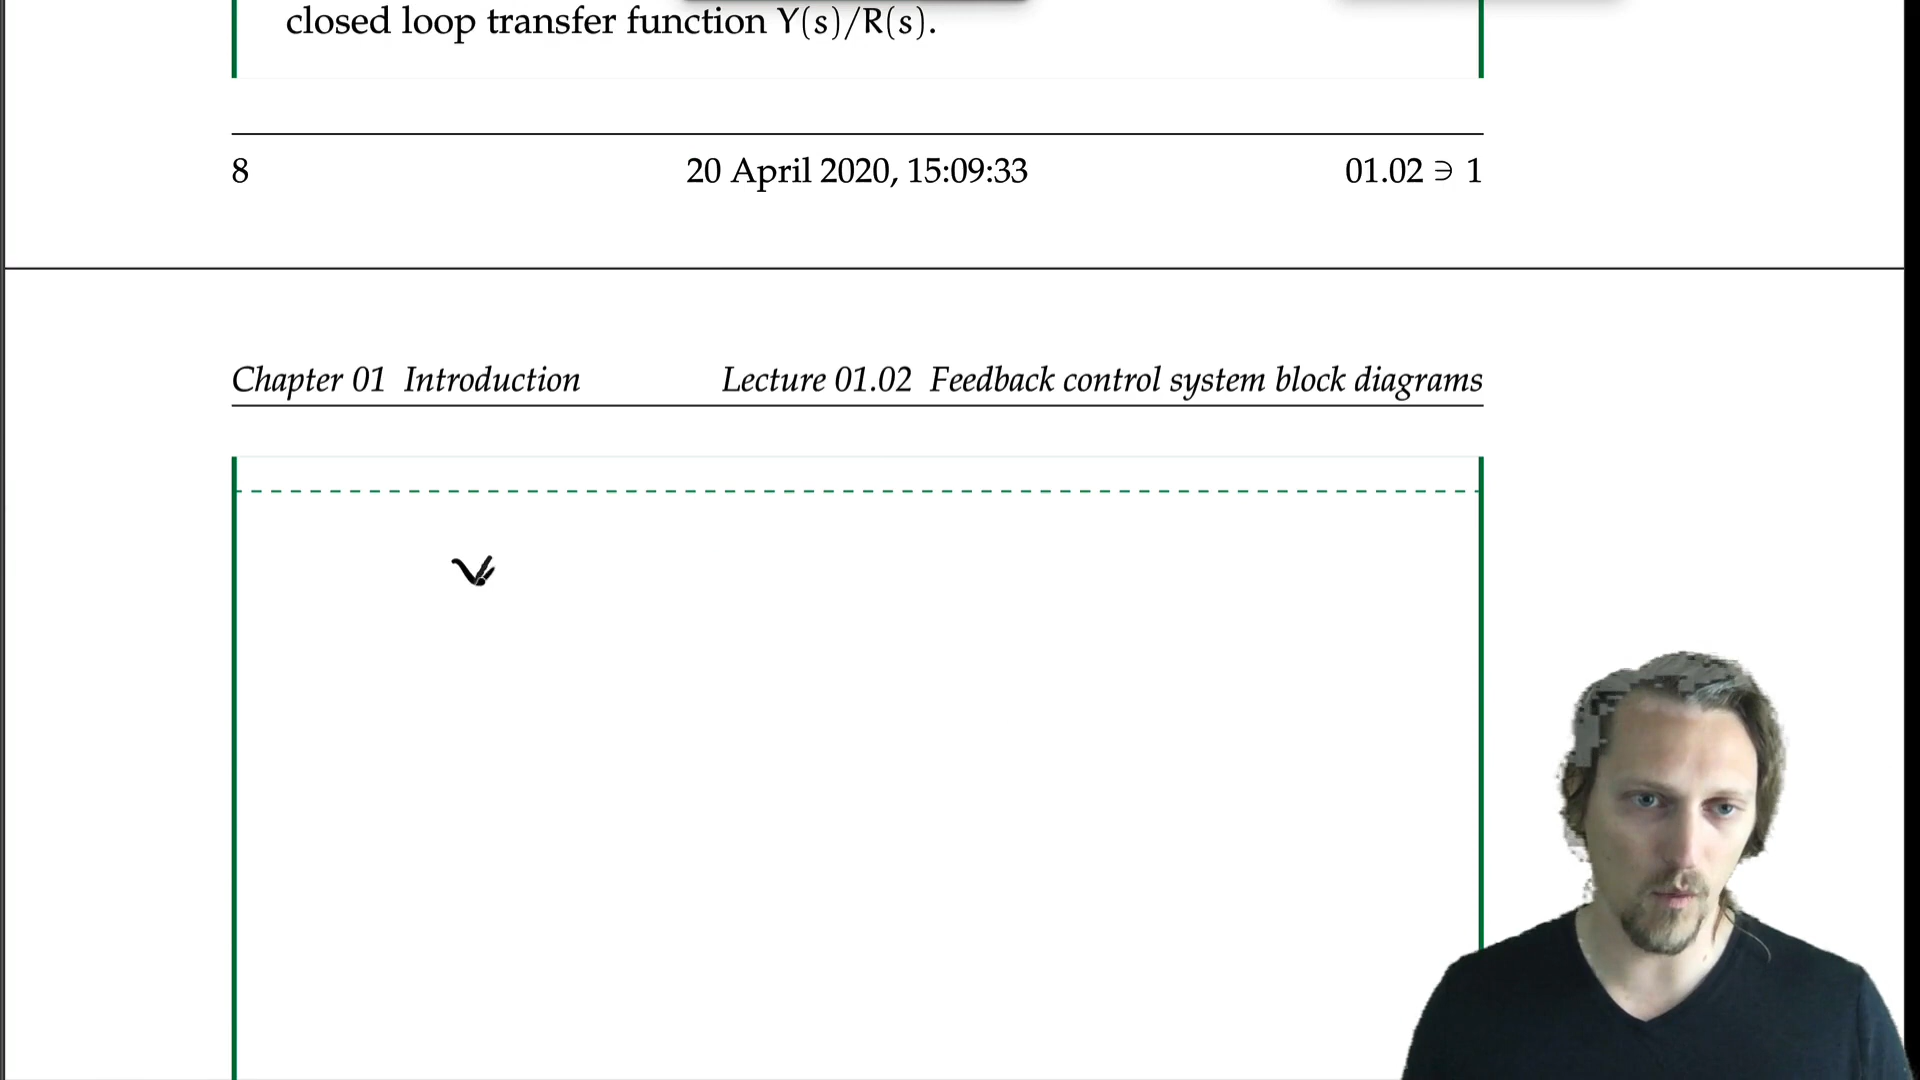 closed loop transfer function Y(s)/R(s).
8 20 April 2020, 15:09:33 01.02 ∋ 1
Chapter 01 Introduction Lecture 01.02 Feedback control system block diagrams